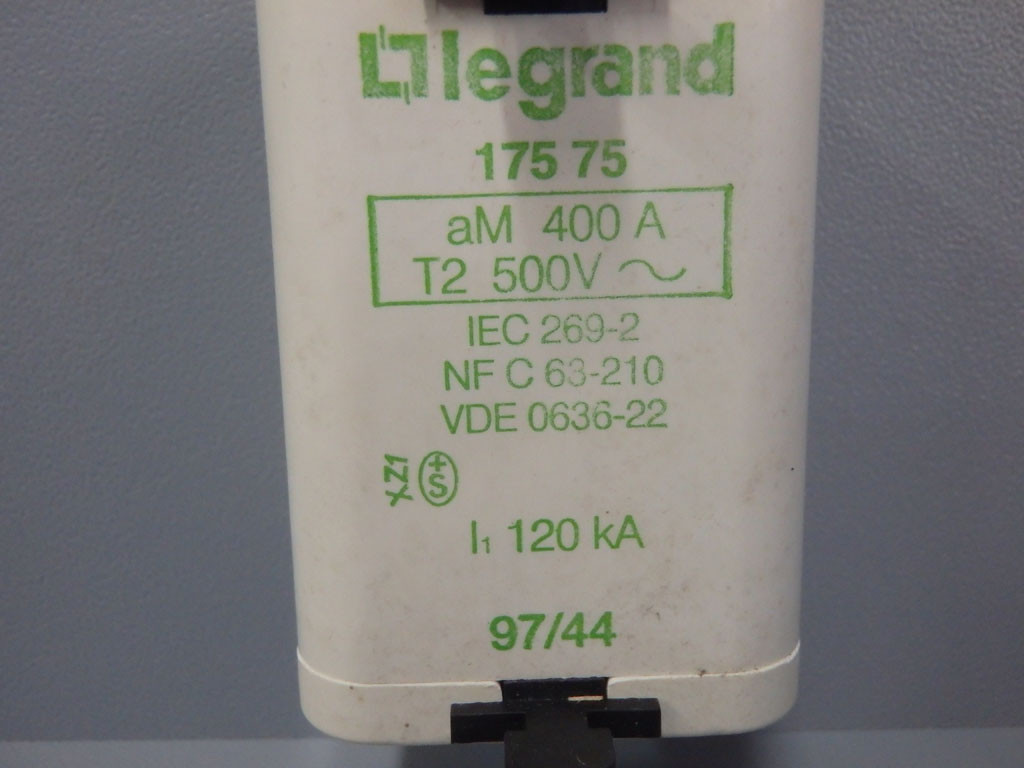 legrand
175 75
aM 400 A
T2 500V ~
IEC 269-2
NF C 63-210
VDE 0636-22
XZ1 +S
I1 120 kA
97/44